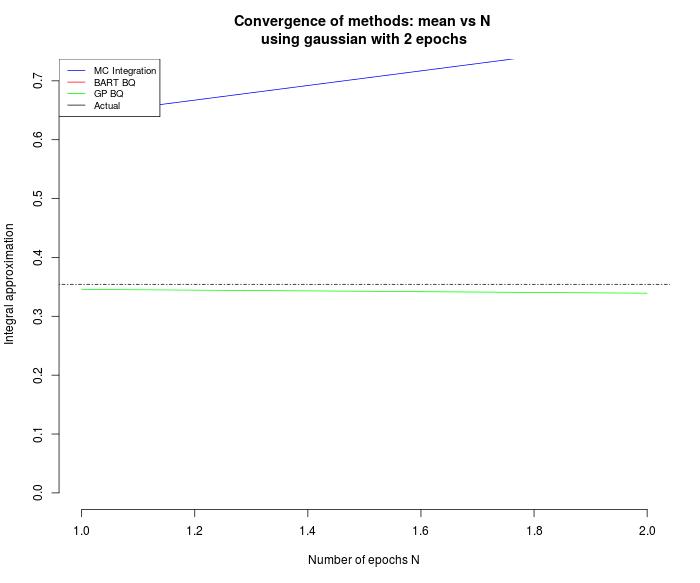 Convergence of methods: mean vs N
using gaussian with 2 epochs
MC Integration
BART BQ
GP BQ
Actual
Integral approximation
0.7
0.6
0.5
0.4
0.3
0.2
0.1
0.0
1.0 1.2 1.4 1.6 1.8 2.0
Number of epochs N